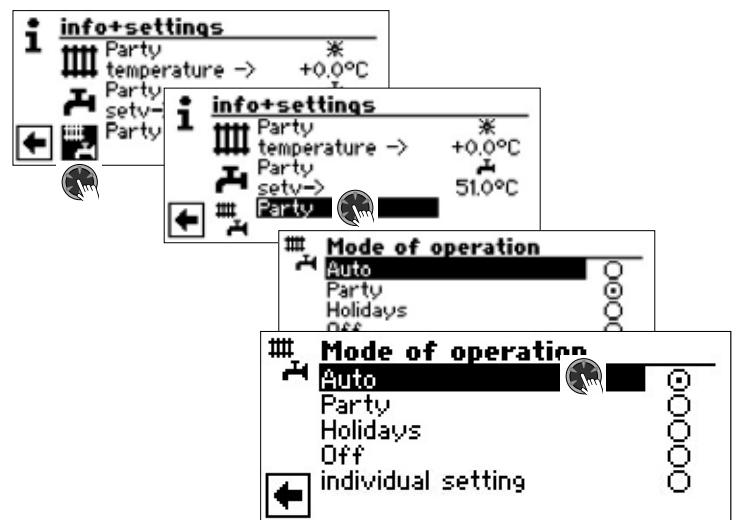 info+settings
Party
temperature -> +0.0°C
Party
setv-
Party
info+settings
Party
temperature -> +0.0°C
Party
setv-> 51.0°C
Party
Mode of operation
Auto
Party
Holidays
Off
Mode of operation
Auto
Party
Holidays
Off
individual setting